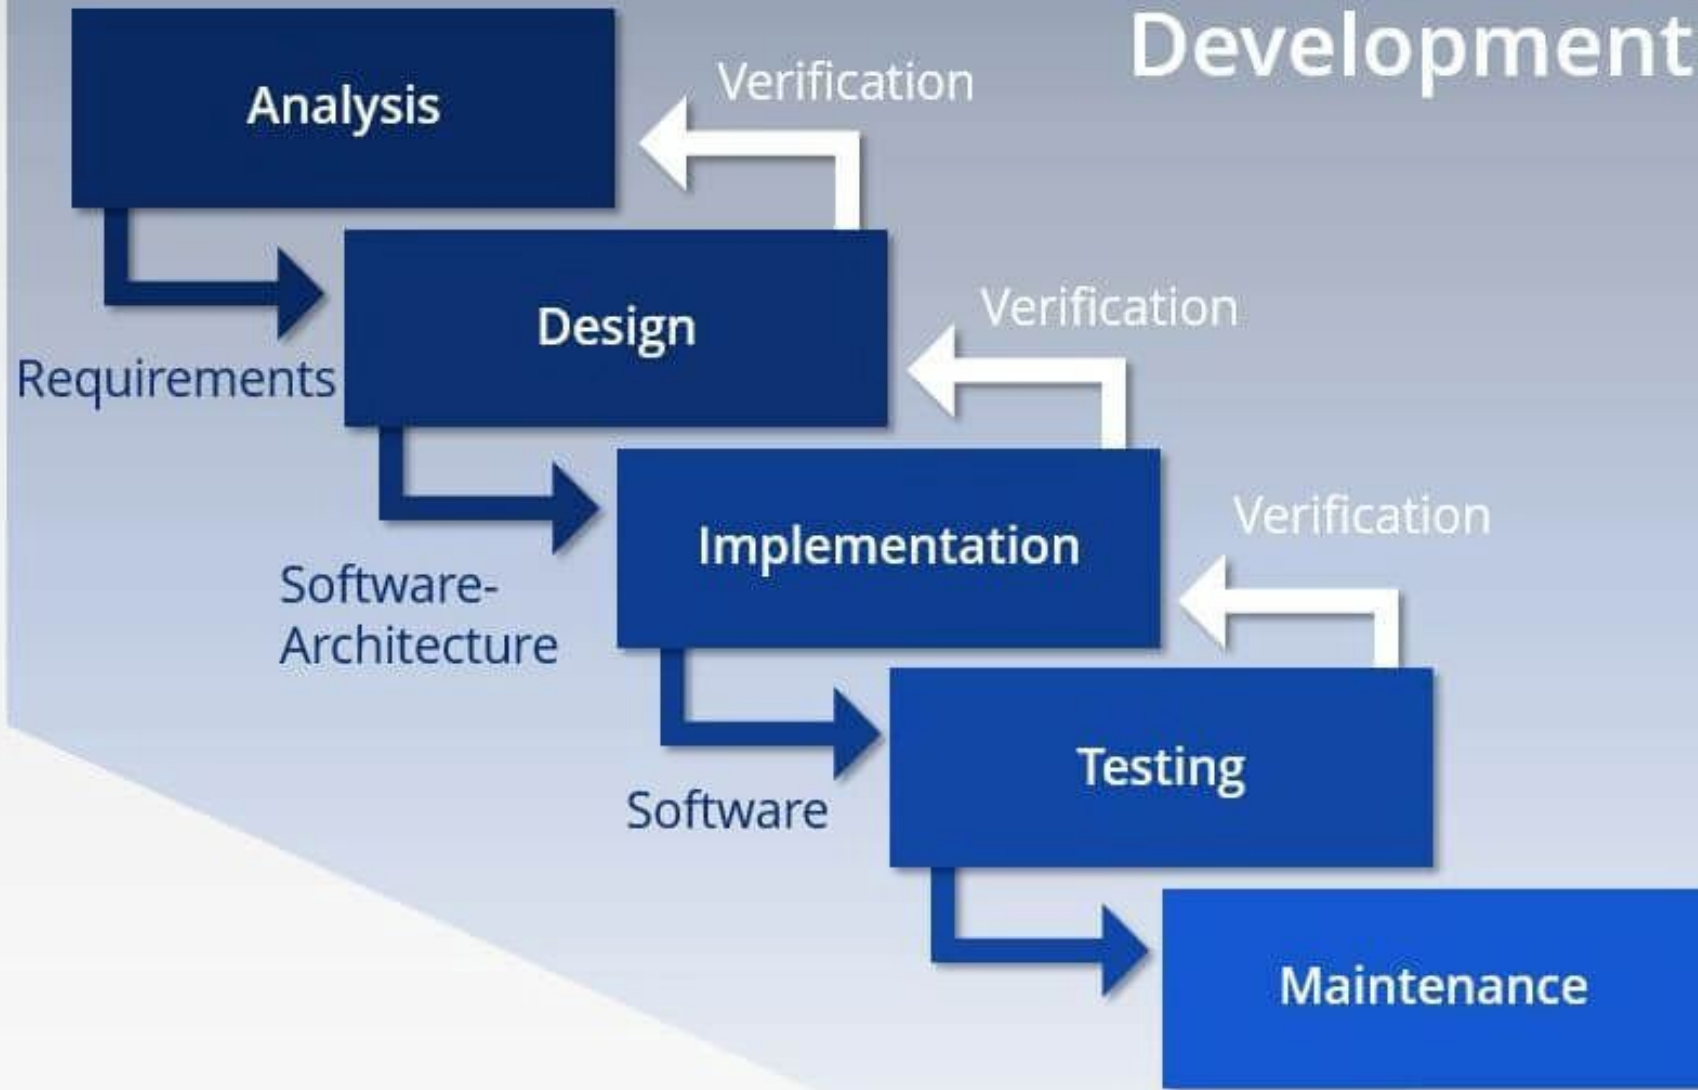 Development
Analysis
Verification
Requirements
Design
Verification
Software-
Architecture
Implementation
Verification
Software
Testing
Maintenance